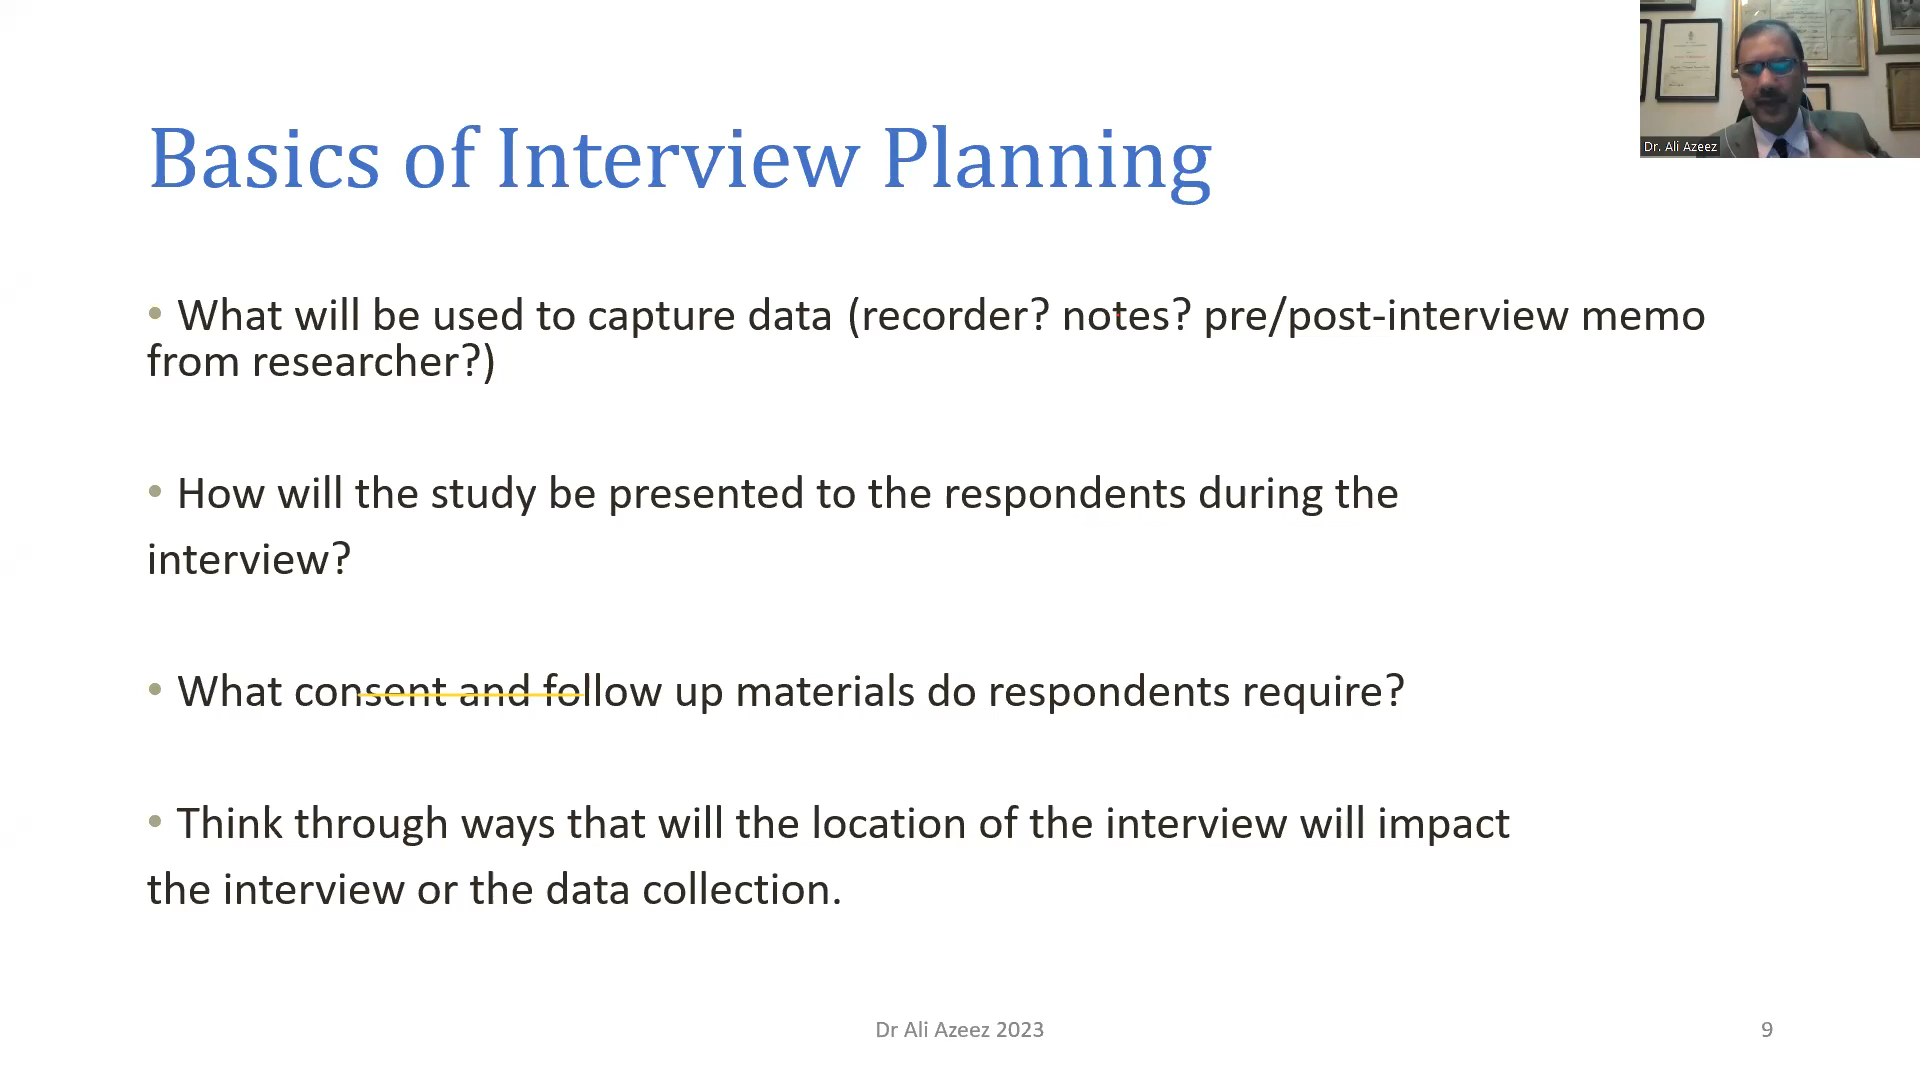 Basics of Interview Planning
Dr. Ali Azeez
• What will be used to capture data (recorder? notes? pre/post-interview memo
from researcher?)
• How will the study be presented to the respondents during the
interview?
• What consent and follow up materials do respondents require?
• Think through ways that will the location of the interview will impact
the interview or the data collection.
Dr Ali Azeez 2023
9